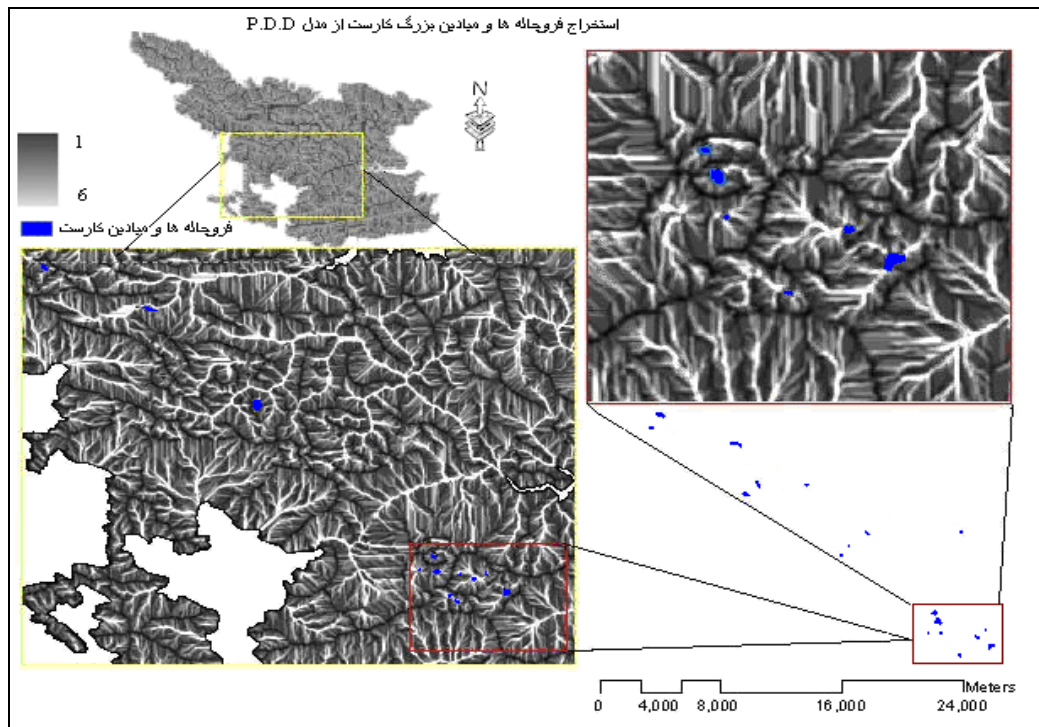 استخراج فروچاله ها و میادین بزرگ کارست از مدل P.D.D
N
1
6
فروچاله ها و میادین کارست
Meters
0 4,000 8,000 16,000 24,000